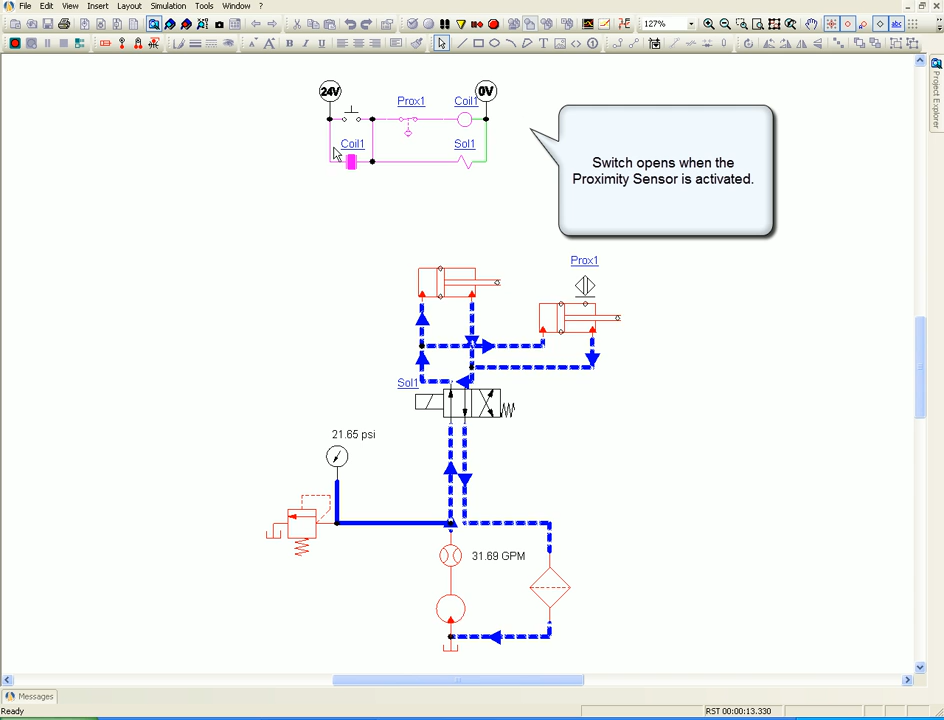 File Edit View Insert Layout Simulation Tools Window ?
127%
A A
B I U
T
Project Explorer
24V
0V
Prox1
Coil1
Coil1
Sol1
Switch opens when the
Proximity Sensor is activated.
Prox1
Sol1
21.65 psi
31.69 GPM
Messages
Ready
RST 00:00:13.330